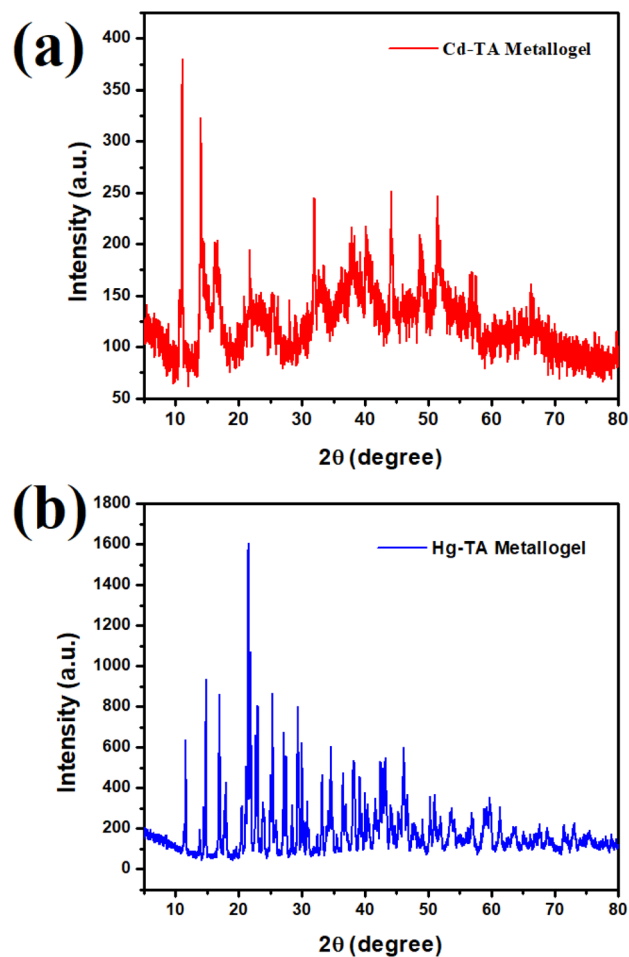 (a)
Cd-TA Metallogel
Intensity (a.u.)
400
350
300
250
200
150
100
50
10 20 30 40 50 60 70 80
2θ (degree)
(b)
Hg-TA Metallogel
Intensity (a.u.)
1800
1600
1400
1200
1000
800
600
400
200
0
10 20 30 40 50 60 70 80
2θ (degree)